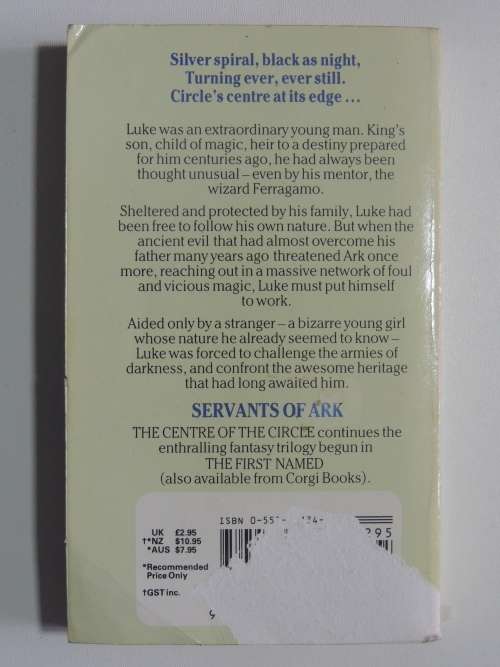 Silver spiral, black as night,
Turning ever, ever still.
Circle's centre at its edge ...
Luke was an extraordinary young man. King's
son, child of magic, heir to a destiny prepared
for him centuries ago, he had always been
thought unusual – even by his mentor, the
wizard Ferragamo.
Sheltered and protected by his family, Luke had
been free to follow his own nature. But when the
ancient evil that had almost overcome his
father many years ago threatened Ark once
more, reaching out in a massive network of foul
and vicious magic, Luke must put himself
to work.
Aided only by a stranger – a bizarre young girl
whose nature he already seemed to know –
Luke was forced to challenge the armies of
darkness, and confront the awesome heritage
that had long awaited him.
SERVANTS OF ARK
THE CENTRE OF THE CIRCLE continues the
enthralling fantasy trilogy begun in
THE FIRST NAMED
(also available from Corgi Books).
ISBN 0-55
UK £2.95
†*NZ $10.95
*AUS $7.95
*Recommended
Price Only
†GST inc.
295
9